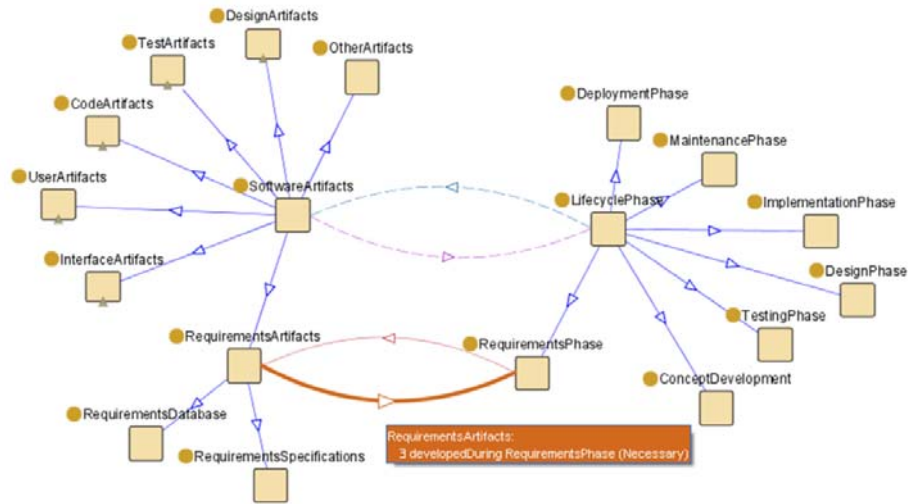 DesignArtifacts
TestArtifacts
OtherArtifacts
CodeArtifacts
DeploymentPhase
MaintenancePhase
UserArtifacts
SoftwareArtifacts
LifecyclePhase
ImplementationPhase
InterfaceArtifacts
DesignPhase
TestingPhase
RequirementsArtifacts
RequirementsPhase
ConceptDevelopment
RequirementsDatabase
RequirementsSpecifications
RequirementsArtifacts:
3 developedDuring RequirementsPhase (Necessary)